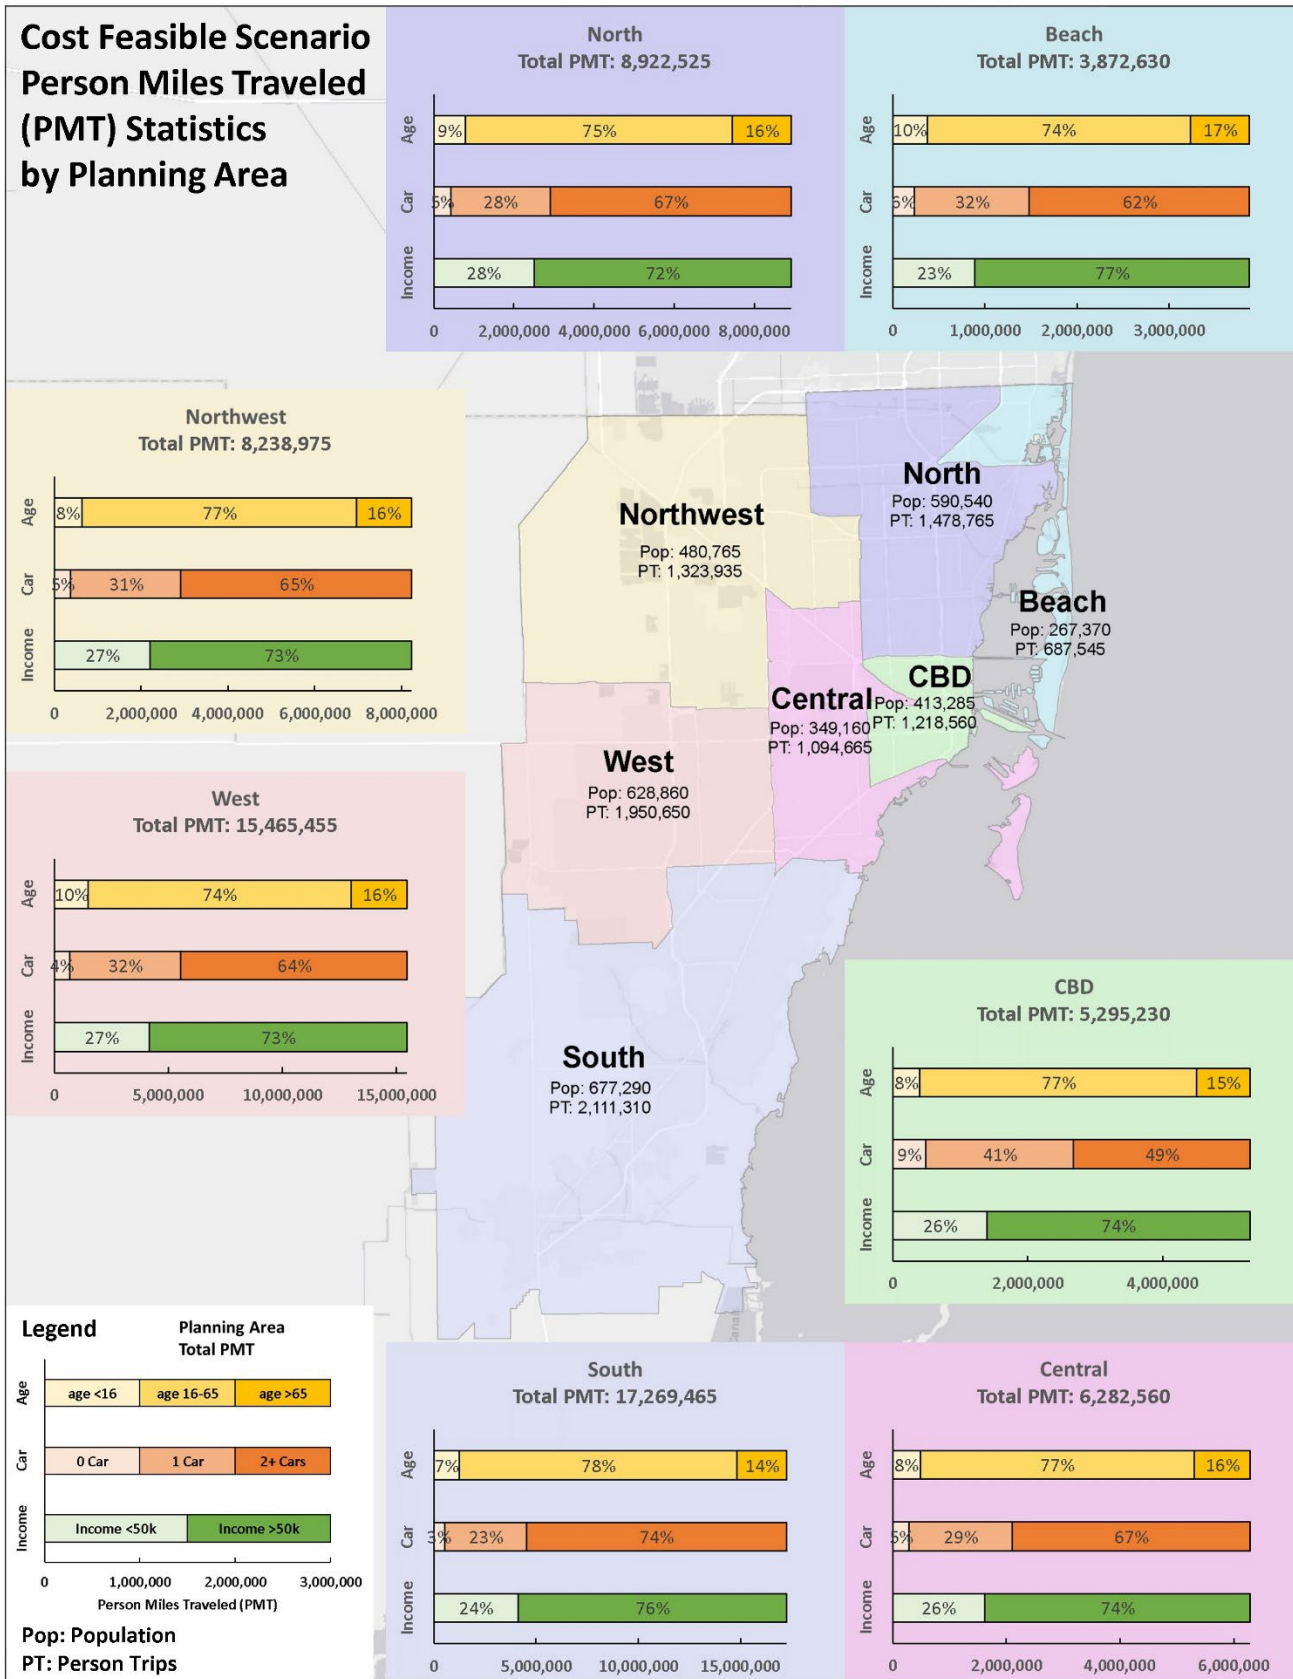 Cost Feasible Scenario
Person Miles Traveled
(PMT) Statistics
by Planning Area
North
Total PMT: 8,922,525
Age
9% 75% 16%
Car
5% 28% 67%
Income
28% 72%
0 2,000,000 4,000,000 6,000,000 8,000,000
Beach
Total PMT: 3,872,630
Age
10% 74% 17%
Car
6% 32% 62%
Income
23% 77%
0 1,000,000 2,000,000 3,000,000
Northwest
Total PMT: 8,238,975
Age
8% 77% 16%
Car
5% 31% 65%
Income
27% 73%
0 2,000,000 4,000,000 6,000,000 8,000,000
North
Pop: 590,540
PT: 1,478,765
Northwest
Pop: 480,765
PT: 1,323,935
Beach
Pop: 267,370
PT: 687,545
CBD
Pop: 413,285
PT: 1,218,560
Central
Pop: 349,160
PT: 1,094,665
West
Pop: 628,860
PT: 1,950,650
West
Total PMT: 15,465,455
Age
10% 74% 16%
Car
4% 32% 64%
Income
27% 73%
0 5,000,000 10,000,000 15,000,000
South
Pop: 677,290
PT: 2,111,310
CBD
Total PMT: 5,295,230
Age
8% 77% 15%
Car
9% 41% 49%
Income
26% 74%
0 2,000,000 4,000,000
Legend
Planning Area
Total PMT
Age
age <16 age 16-65 age >65
Car
0 Car 1 Car 2+ Cars
Income
Income <50k Income >50k
0 1,000,000 2,000,000 3,000,000
Person Miles Traveled (PMT)
Pop: Population
PT: Person Trips
South
Total PMT: 17,269,465
Age
7% 78% 14%
Car
3% 23% 74%
Income
24% 76%
0 5,000,000 10,000,000 15,000,000
Central
Total PMT: 6,282,560
Age
8% 77% 16%
Car
5% 29% 67%
Income
26% 74%
0 2,000,000 4,000,000 6,000,000